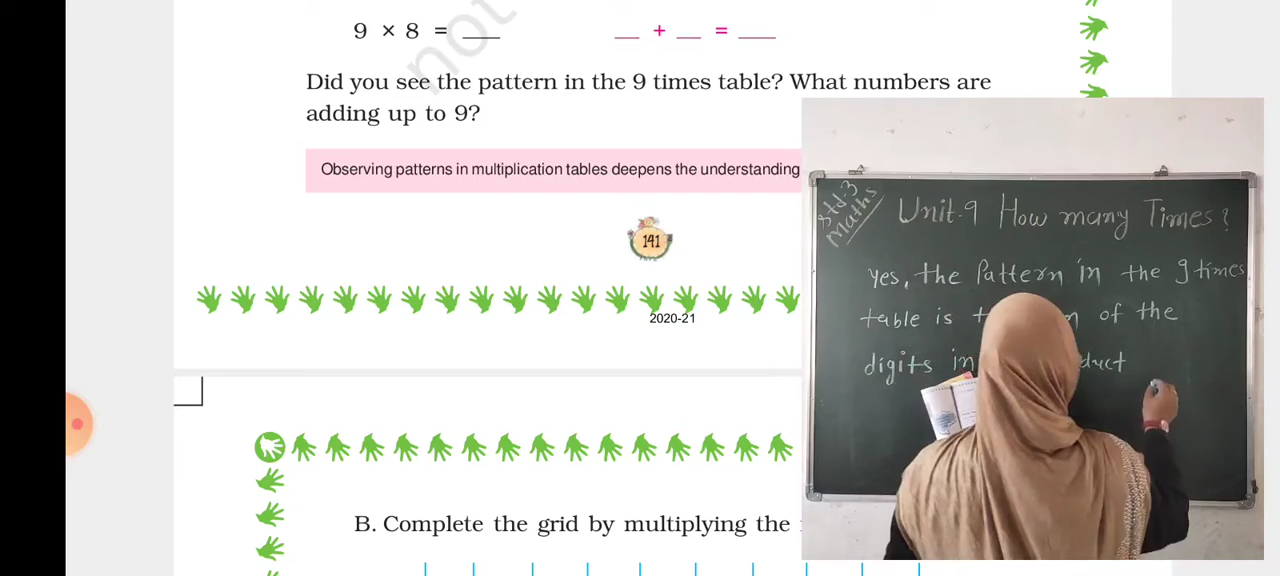 9 × 8 = ___ __ + __ = ___
not
Did you see the pattern in the 9 times table? What numbers are
adding up to 9?
Observing patterns in multiplication tables deepens the understanding
141
2020-21
B. Complete the grid by multiplying the
Std-3
Maths
Unit-9 How many Times?
Yes, the Pattern in the 9 times
table is of the
digits in duct